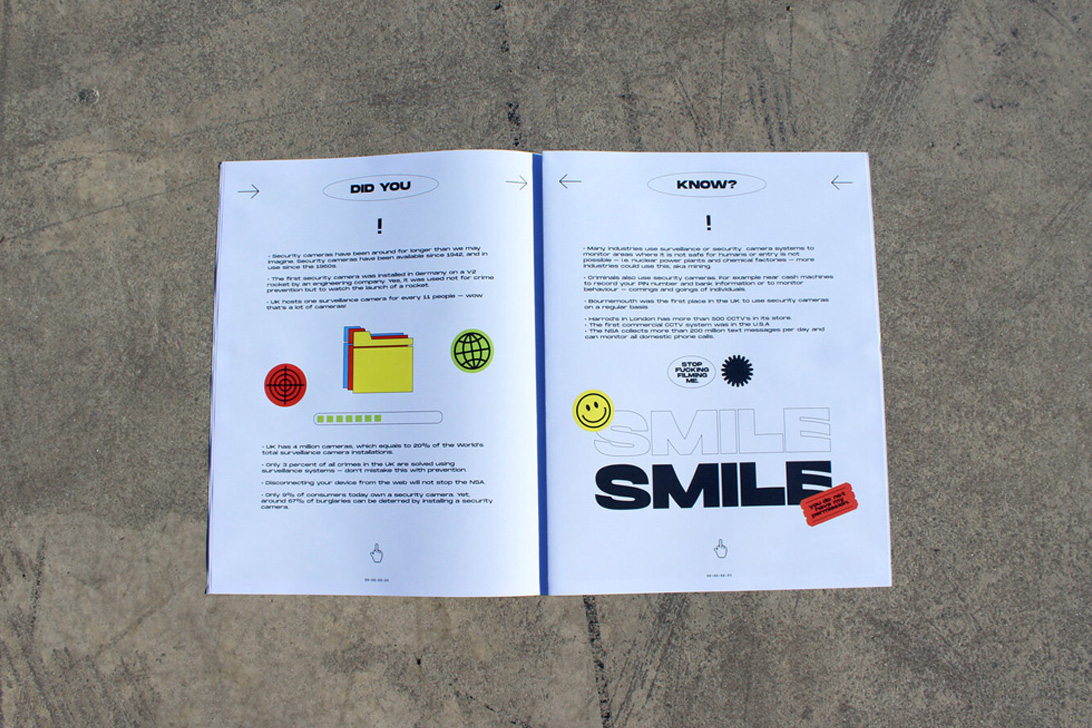 DID YOU
!
• Security cameras have been around for longer than we may
imagine. Security cameras have been available since 1942, and in
use since the 1960s.
• The first security camera was installed in Germany on a V2
rocket by an engineering company. Yes, it was used not for crime
prevention but to watch the launch of a rocket.
• UK hosts one surveillance camera for every 11 people — wow
that's a lot of cameras!
• UK has 4 million cameras, which equals to 20% of the World's
total surveillance camera installations.
• Only 3 percent of all crimes in the UK are solved using
surveillance systems — don't mistake this with prevention.
• Disconnecting your device from the web will not stop the NSA.
• Only 9% of consumers today own a security camera. Yet,
around 67% of burglaries can be deterred by installing a security
camera.
KNOW?
!
• Many industries use surveillance or security camera systems to
monitor areas where it is not safe for humans or entry is not
possible — i.e. nuclear power plants and chemical factories — more
industries could use this, aka mining.
• Criminals also use security cameras. For example near cash machines
to record your PIN number and bank information or to monitor
behaviour — comings and goings of individuals.
• Bournemouth was the first place in the UK to use security cameras
on a regular basis
• Harrod's in London has more than 500 CCTV's in its store.
• The first commercial CCTV system was in the U.S.A
• The NSA collects more than 200 million text messages per day and
can monitor all domestic phone calls.
STOP
FUCKING
FILMING
ME.
SMILE
SMILE
you do not
have my
permission.